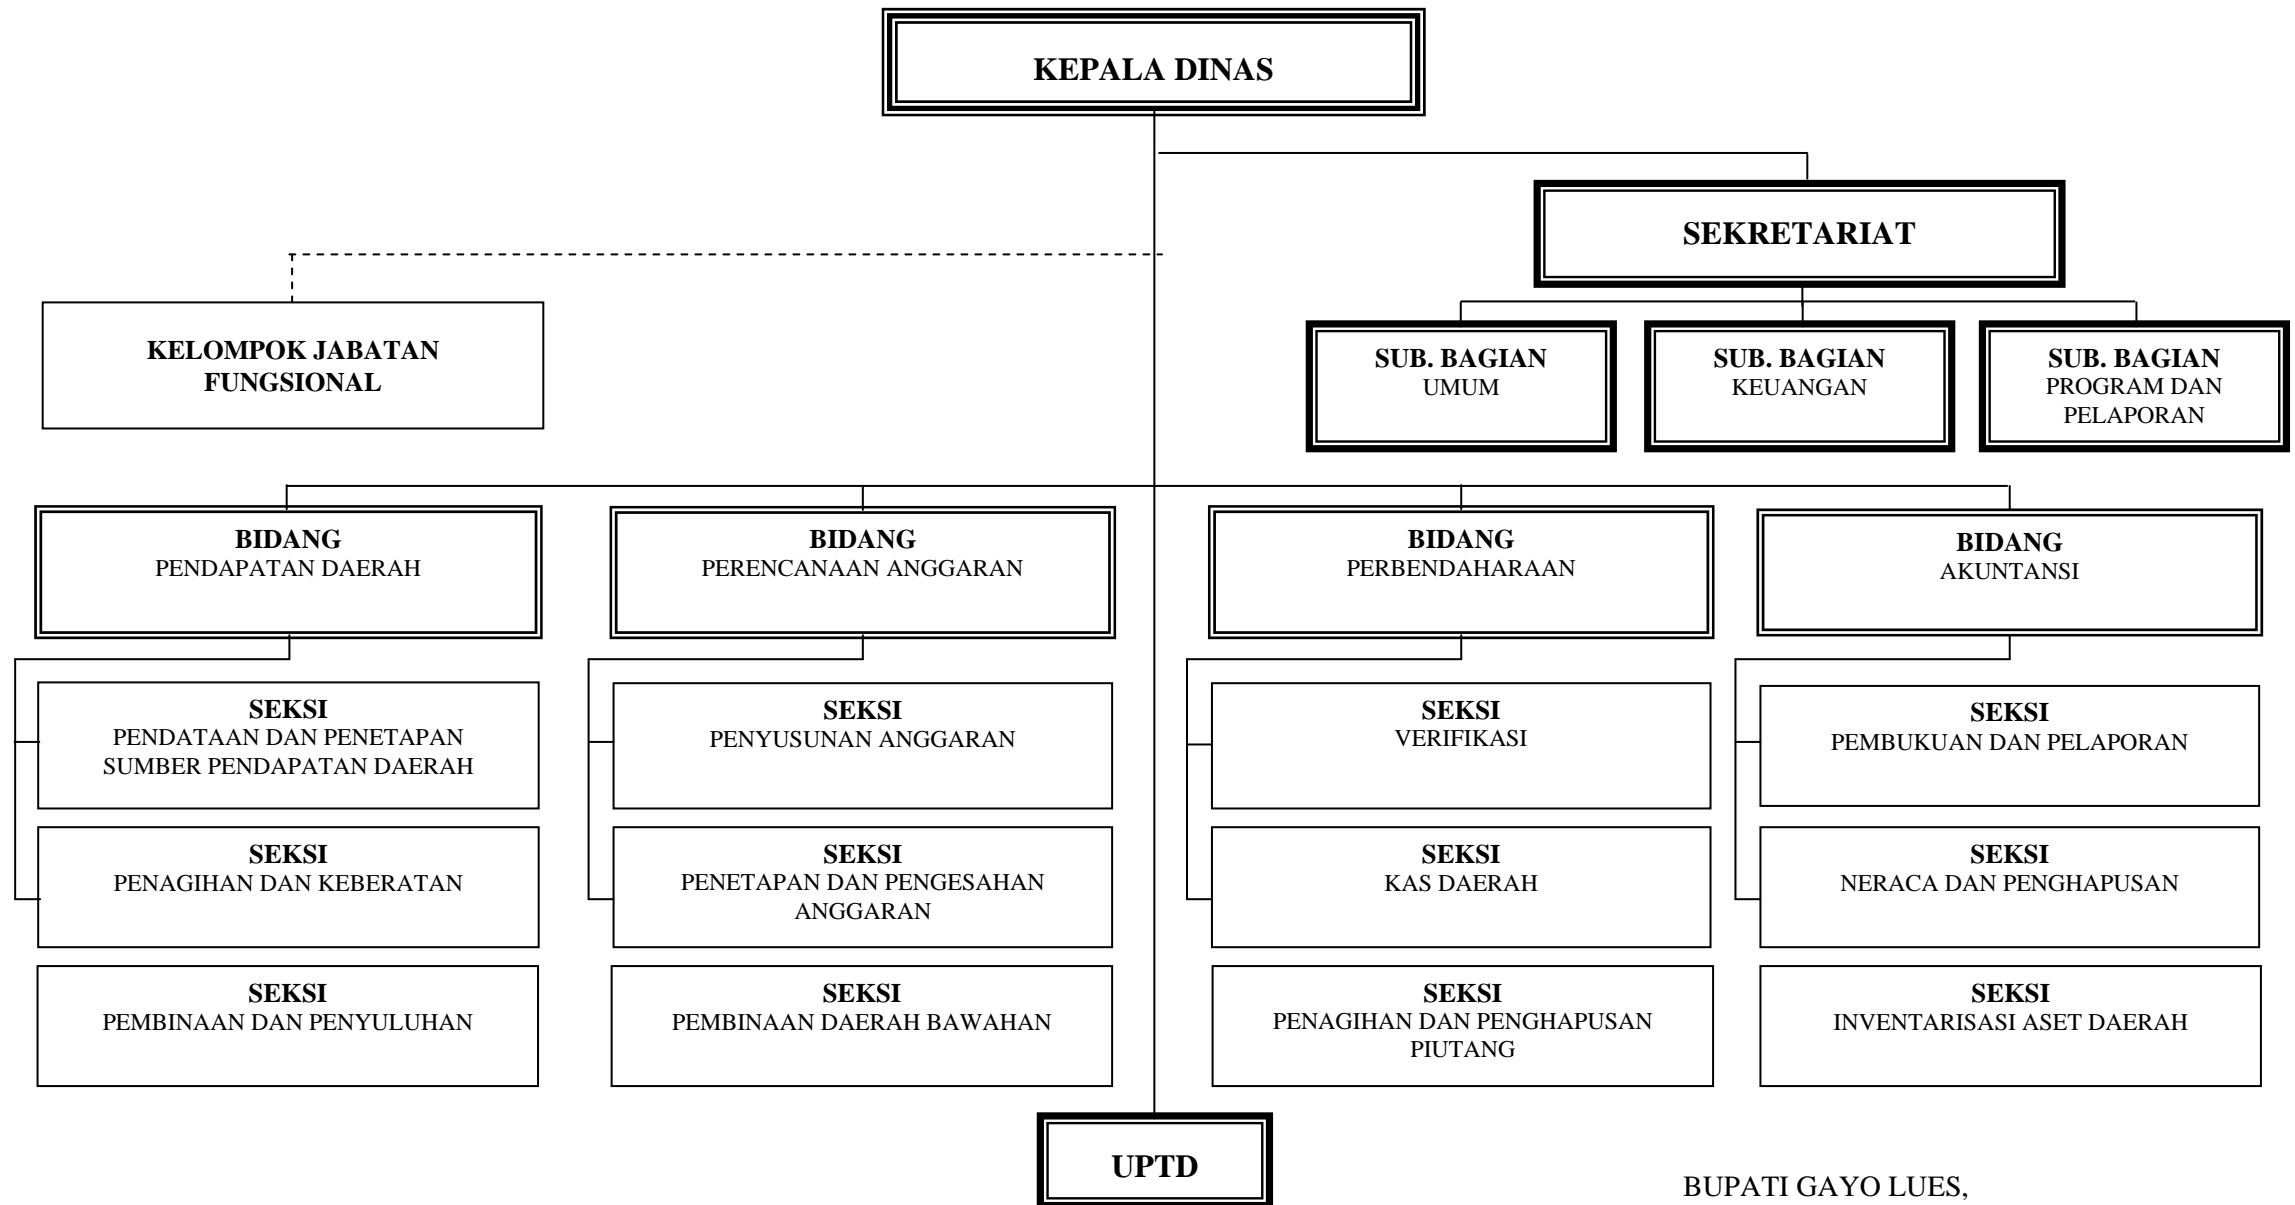 KEPALA DINAS
SEKRETARIAT
KELOMPOK JABATAN
FUNGSIONAL
SUB. BAGIAN
UMUM
SUB. BAGIAN
KEUANGAN
SUB. BAGIAN
PROGRAM DAN
PELAPORAN
BIDANG
PENDAPATAN DAERAH
BIDANG
PERENCANAAN ANGGARAN
BIDANG
PERBENDAHARAAN
BIDANG
AKUNTANSI
SEKSI
PENDATAAN DAN PENETAPAN
SUMBER PENDAPATAN DAERAH
SEKSI
PENYUSUNAN ANGGARAN
SEKSI
VERIFIKASI
SEKSI
PEMBUKUAN DAN PELAPORAN
SEKSI
PENAGIHAN DAN KEBERATAN
SEKSI
PENETAPAN DAN PENGESAHAN
ANGGARAN
SEKSI
KAS DAERAH
SEKSI
NERACA DAN PENGHAPUSAN
SEKSI
PEMBINAAN DAN PENYULUHAN
SEKSI
PEMBINAAN DAERAH BAWAHAN
SEKSI
PENAGIHAN DAN PENGHAPUSAN
PIUTANG
SEKSI
INVENTARISASI ASET DAERAH
UPTD
BUPATI GAYO LUES,